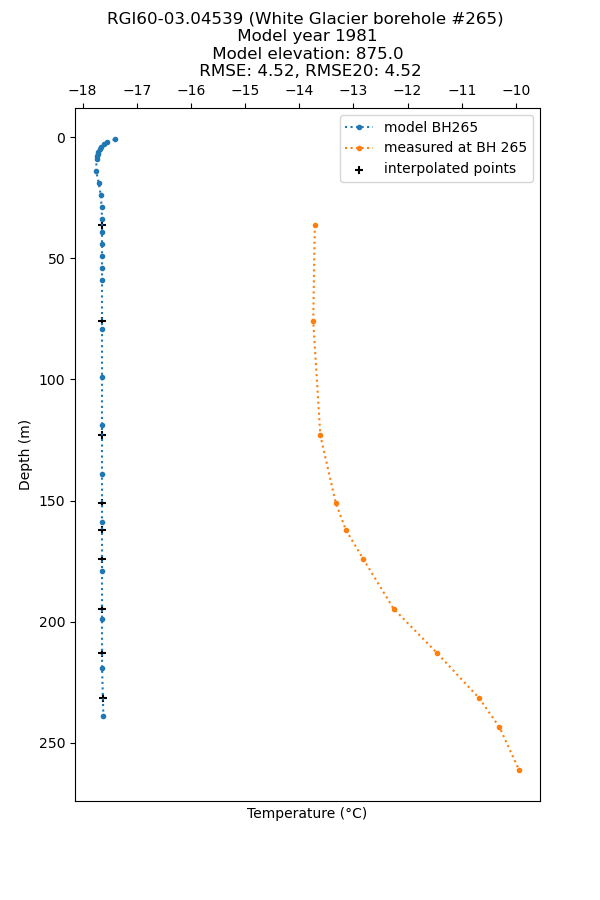 RGI60-03.04539 (White Glacier borehole #265)
Model year 1981
Model elevation: 875.0
RMSE: 4.52, RMSE20: 4.52
−18 −17 −16 −15 −14 −13 −12 −11 −10
model BH265
measured at BH 265
interpolated points
0
50
100
150
200
250
Depth (m)
Temperature (°C)